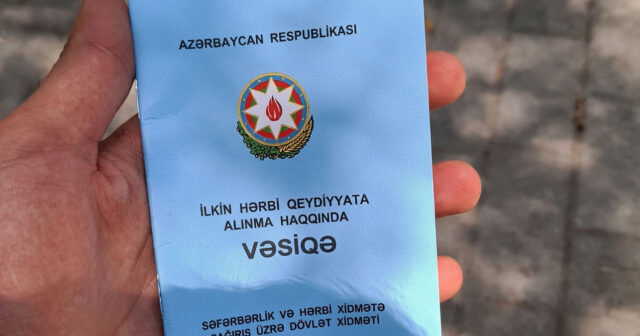 AZƏRBAYCAN RESPUBLİKASI
İLKİN HƏRBİ QEYDİYYATA
ALINMA HAQQINDA
VƏSİQƏ
SƏFƏRBƏRLİK VƏ HƏRBİ XİDMƏTƏ
ÇAĞIRIŞ ÜZRƏ DÖVLƏT XİDMƏTİ